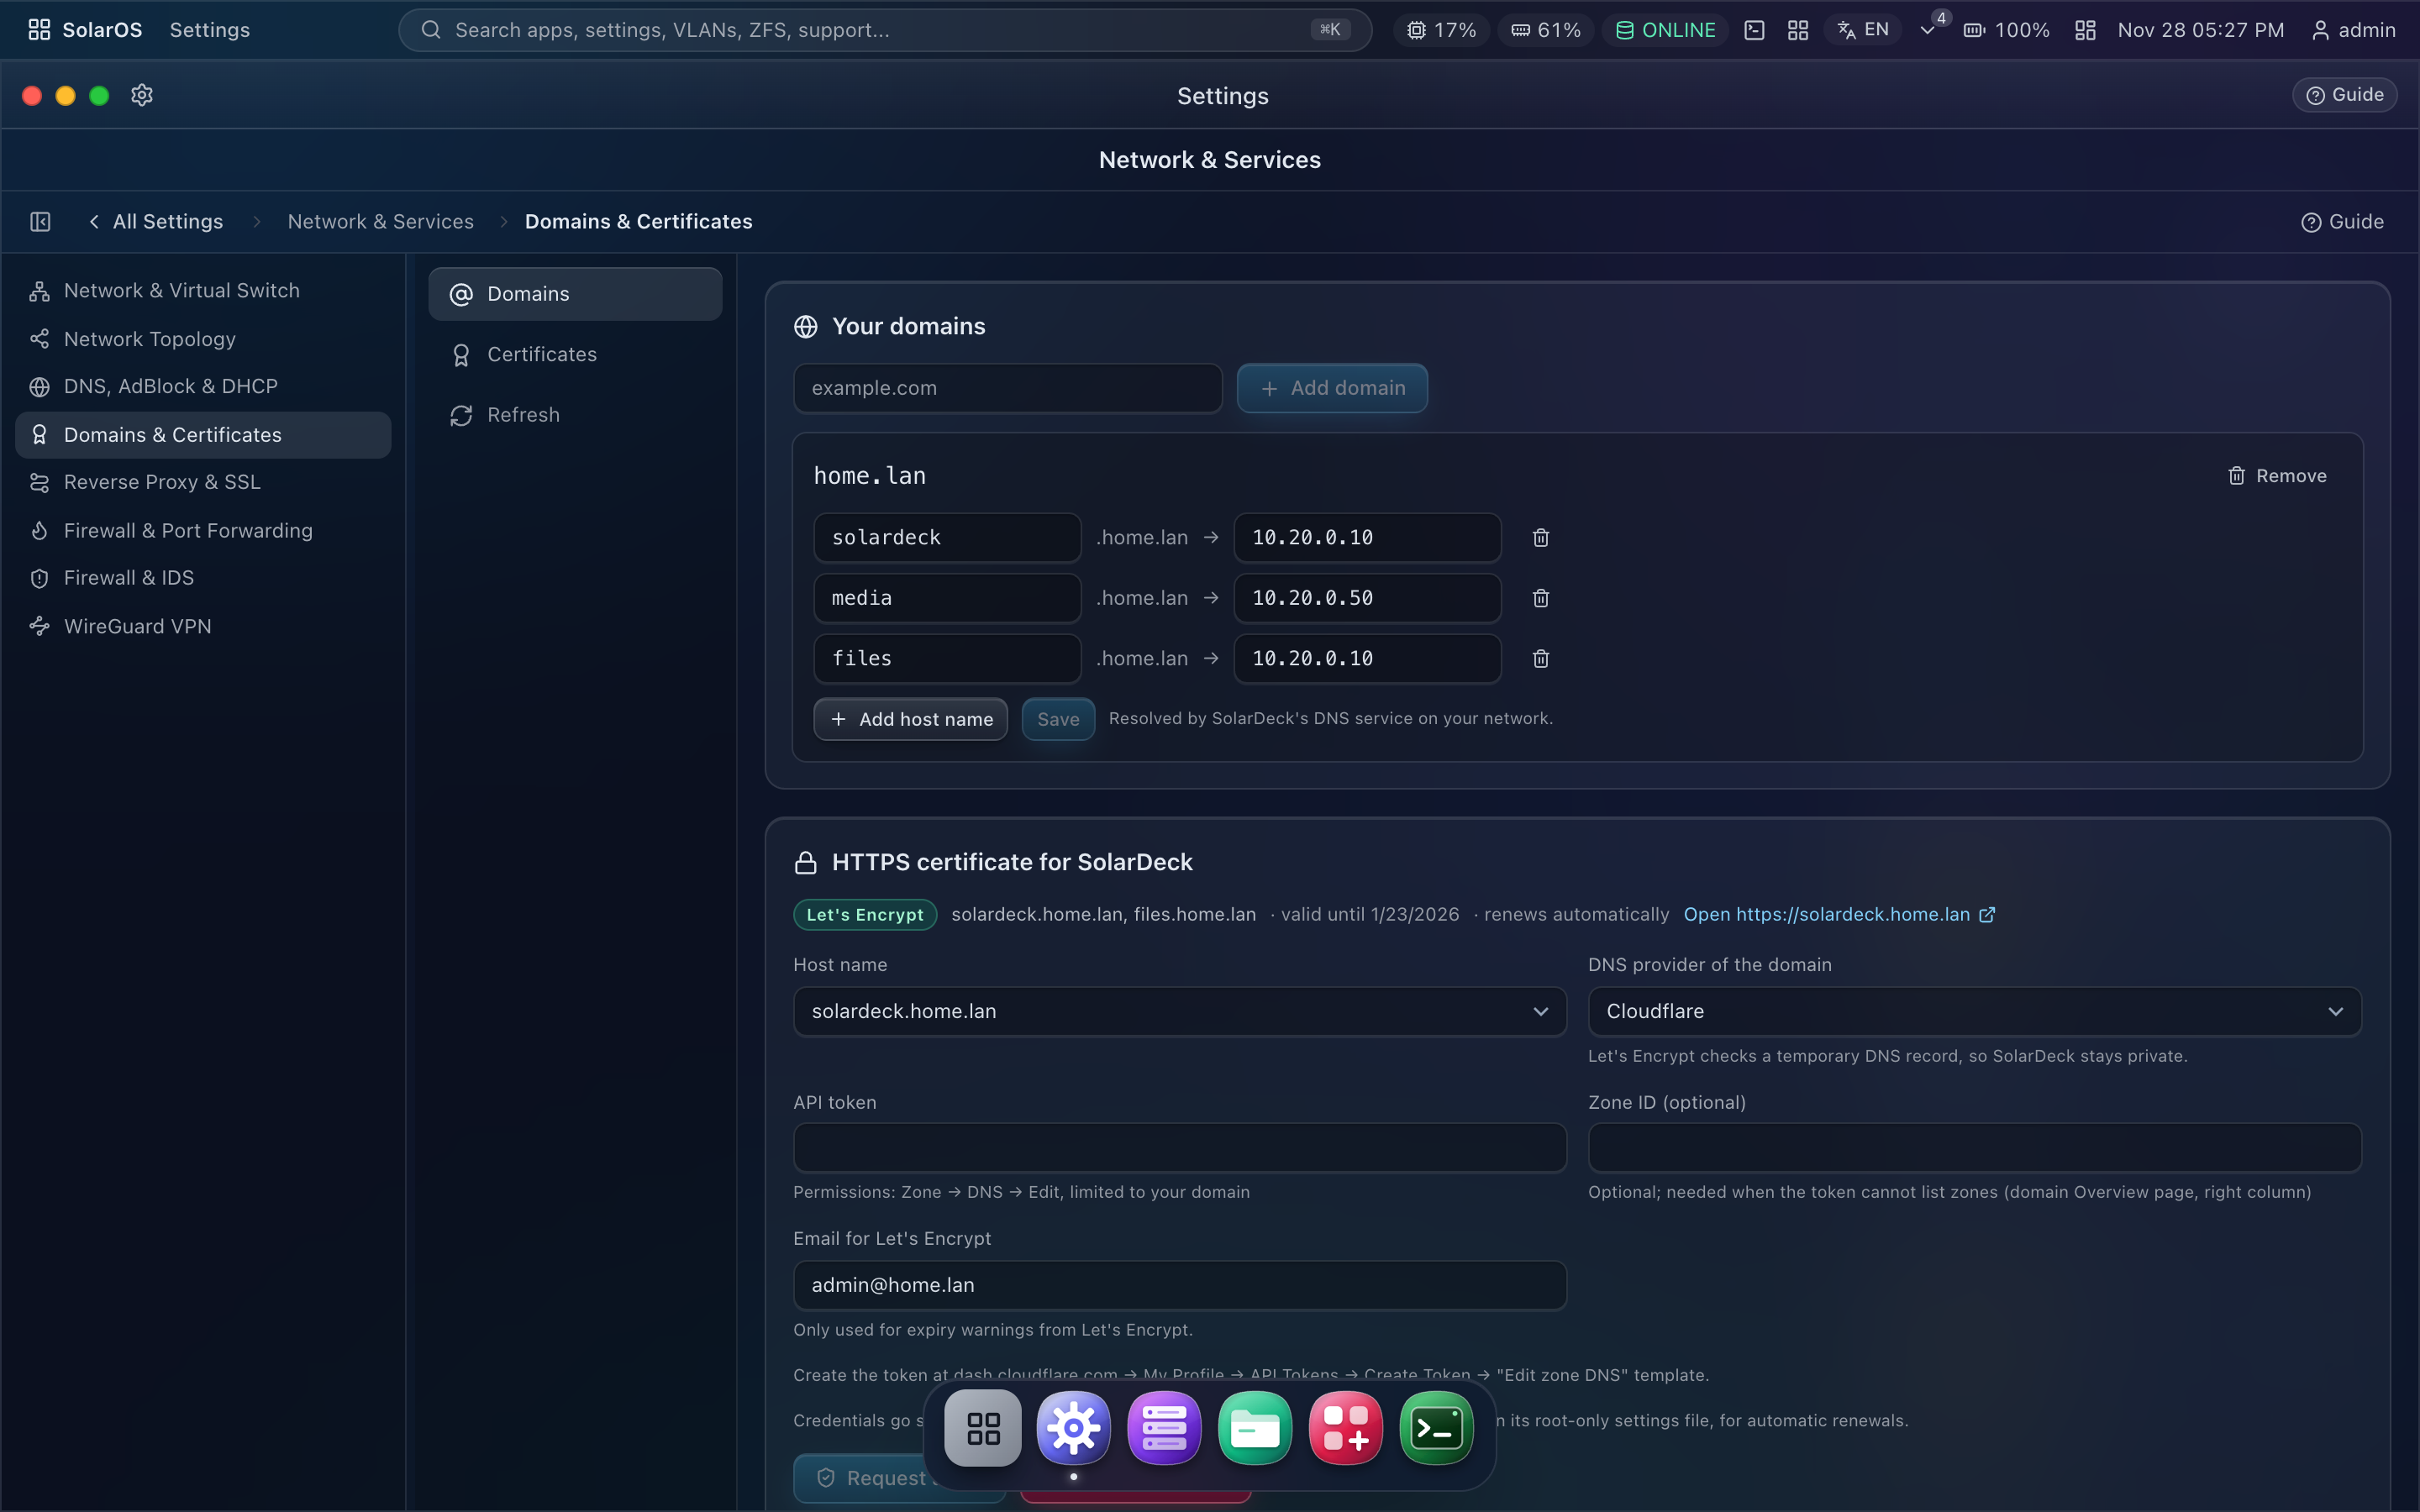 SolarOS Settings Search apps, settings, VLANs, ZFS, support... ⌘K 17% 61% ONLINE EN 4 100% Nov 28 05:27 PM admin
Settings Guide
Network & Services
All Settings Network & Services Domains & Certificates Guide
Network & Virtual Switch
Network Topology
DNS, AdBlock & DHCP
Domains & Certificates
Reverse Proxy & SSL
Firewall & Port Forwarding
Firewall & IDS
WireGuard VPN
Domains
Certificates
Refresh
Your domains
example.com + Add domain
home.lan Remove
solardeck .home.lan → 10.20.0.10
media .home.lan → 10.20.0.50
files .home.lan → 10.20.0.10
+ Add host name Save Resolved by SolarDeck's DNS service on your network.
HTTPS certificate for SolarDeck
Let's Encrypt solardeck.home.lan, files.home.lan · valid until 1/23/2026 · renews automatically Open https://solardeck.home.lan
Host name DNS provider of the domain
solardeck.home.lan Cloudflare
Let's Encrypt checks a temporary DNS record, so SolarDeck stays private.
API token Zone ID (optional)
Permissions: Zone → DNS → Edit, limited to your domain Optional; needed when the token cannot list zones (domain Overview page, right column)
Email for Let's Encrypt
admin@home.lan
Only used for expiry warnings from Let's Encrypt.
Create the token at dash.cloudflare.com → My Profile → API Tokens → Create Token → "Edit zone DNS" template.
Credentials go its root-only settings file, for automatic renewals.
Request